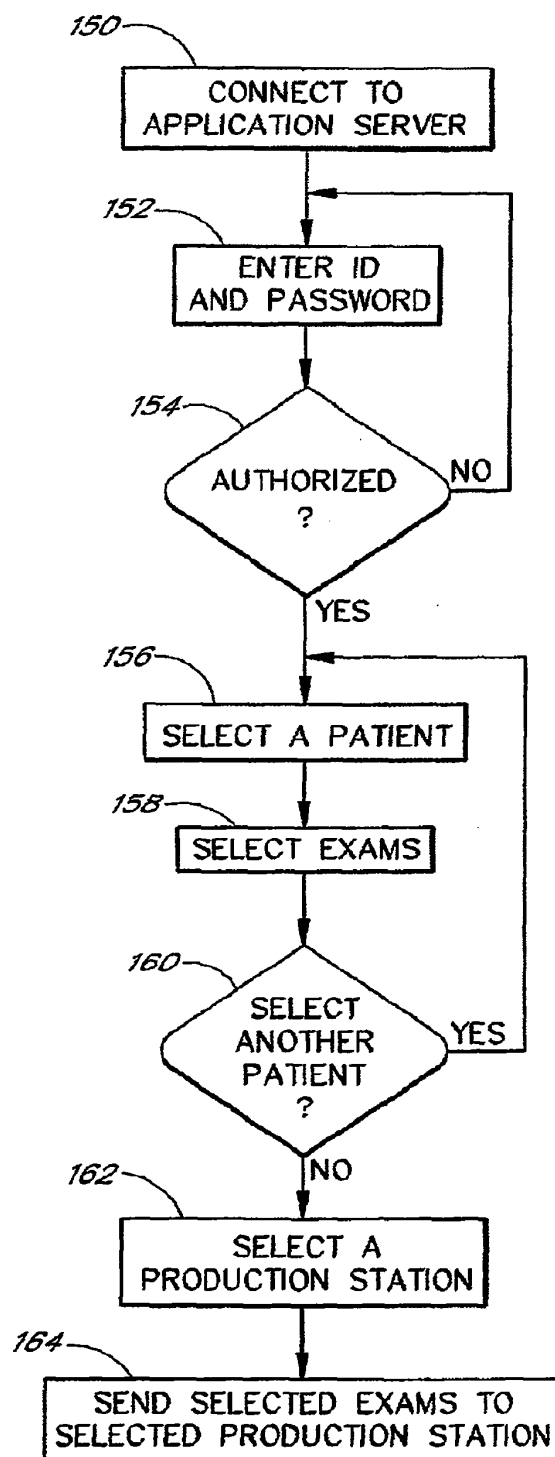 150
CONNECT TO
APPLICATION SERVER
152
ENTER ID
AND PASSWORD
154
AUTHORIZED
?
NO
YES
156
SELECT A PATIENT
158
SELECT EXAMS
160
SELECT
ANOTHER
PATIENT
?
YES
NO
162
SELECT A
PRODUCTION STATION
164
SEND SELECTED EXAMS TO
SELECTED PRODUCTION STATION